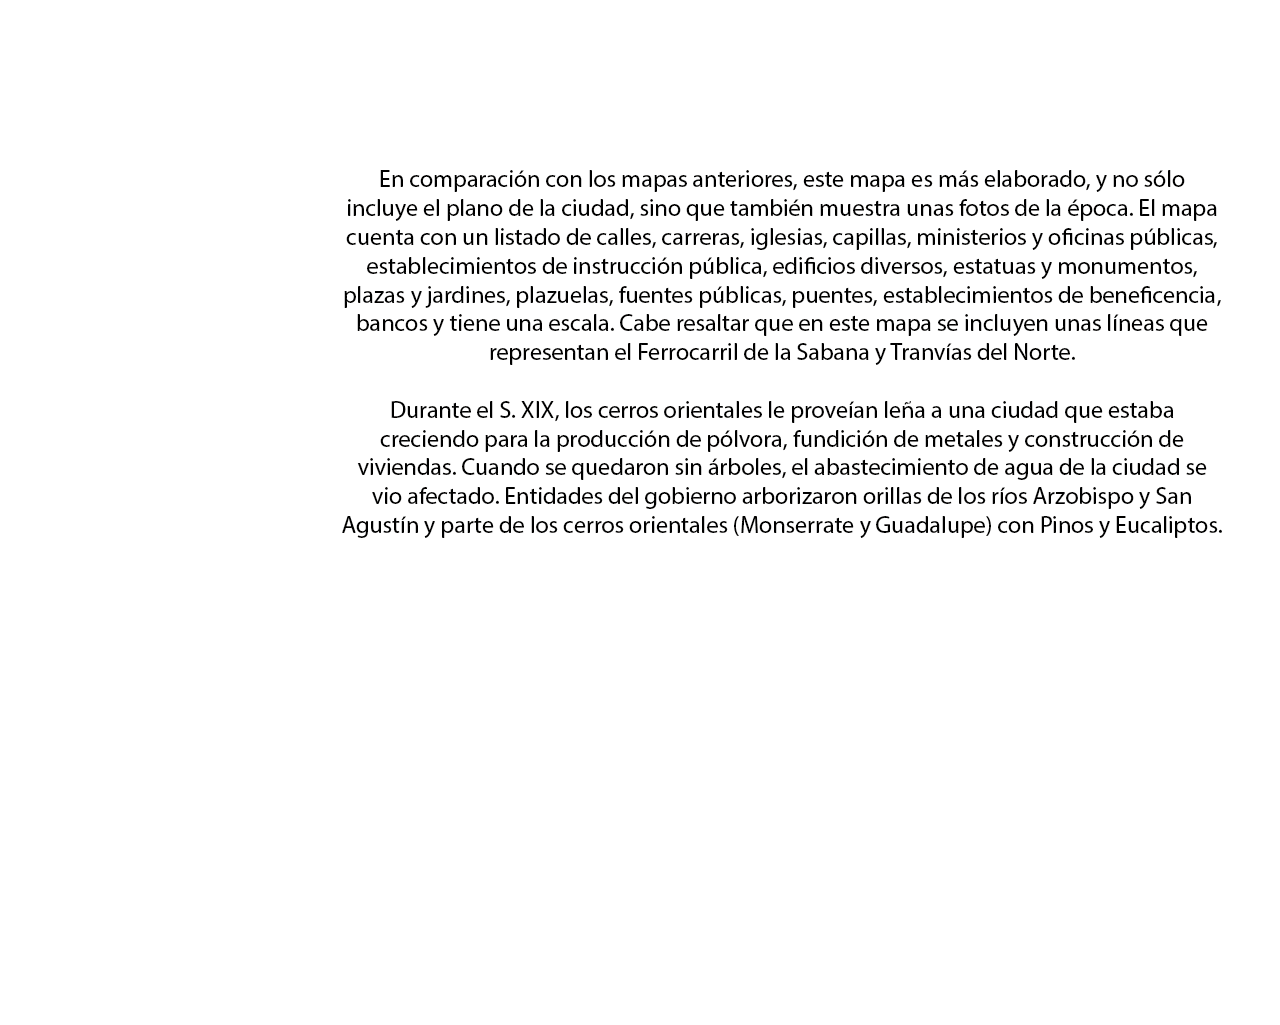 En comparación con los mapas anteriores, este mapa es más elaborado, y no sólo
incluye el plano de la ciudad, sino que también muestra unas fotos de la época. El mapa
cuenta con un listado de calles, carreras, iglesias, capillas, ministerios y oficinas públicas,
establecimientos de instrucción pública, edificios diversos, estatuas y monumentos,
plazas y jardines, plazuelas, fuentes públicas, puentes, establecimientos de beneficencia,
bancos y tiene una escala. Cabe resaltar que en este mapa se incluyen unas líneas que
representan el Ferrocarril de la Sabana y Tranvías del Norte.
Durante el S. XIX, los cerros orientales le proveían leña a una ciudad que estaba
creciendo para la producción de pólvora, fundición de metales y construcción de
viviendas. Cuando se quedaron sin árboles, el abastecimiento de agua de la ciudad se
vio afectado. Entidades del gobierno arborizaron orillas de los ríos Arzobispo y San
Agustín y parte de los cerros orientales (Monserrate y Guadalupe) con Pinos y Eucaliptos.